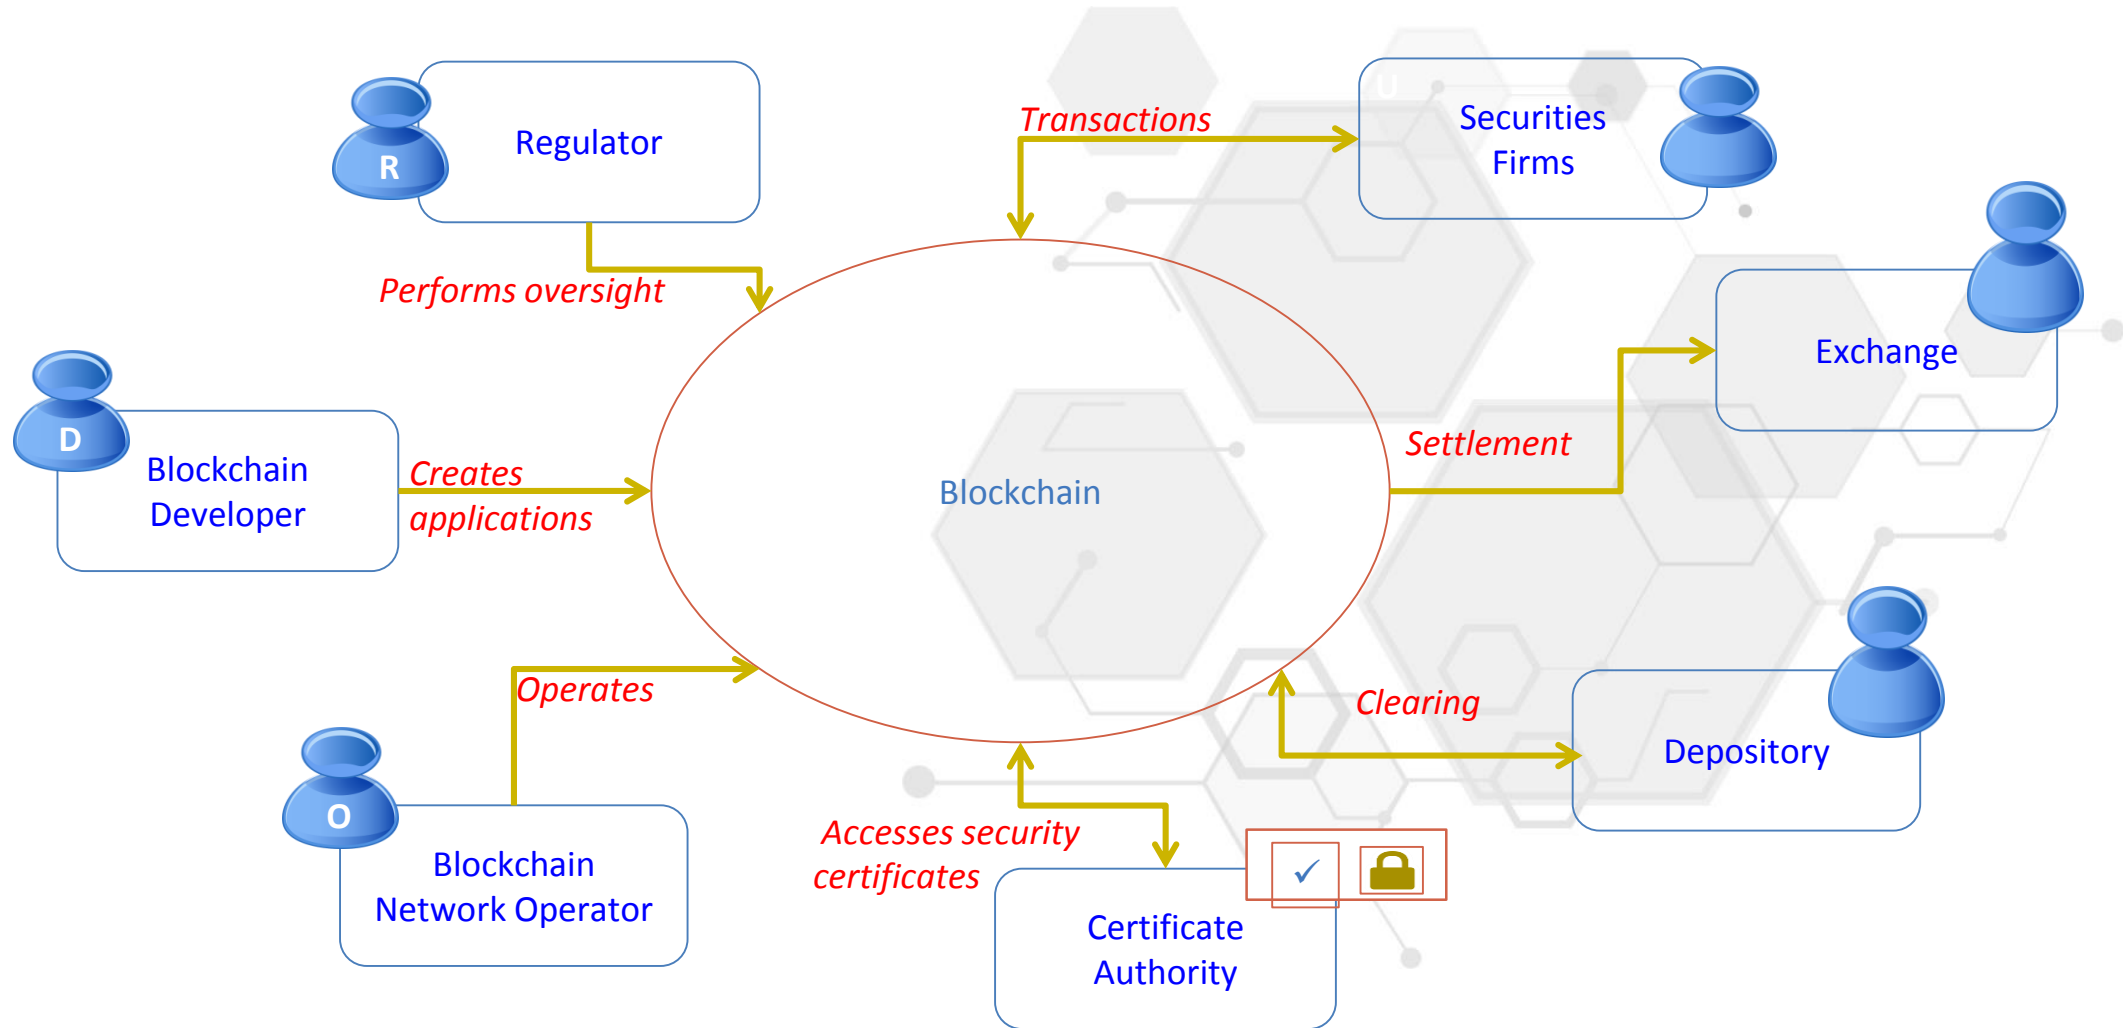 U
Securities
Firms
Transactions
Regulator
R
Performs oversight
Exchange
D
Blockchain
Developer
Creates
applications
Settlement
Blockchain
Operates
Clearing
Depository
O
Blockchain
Network Operator
Accesses security
certificates
Certificate
Authority